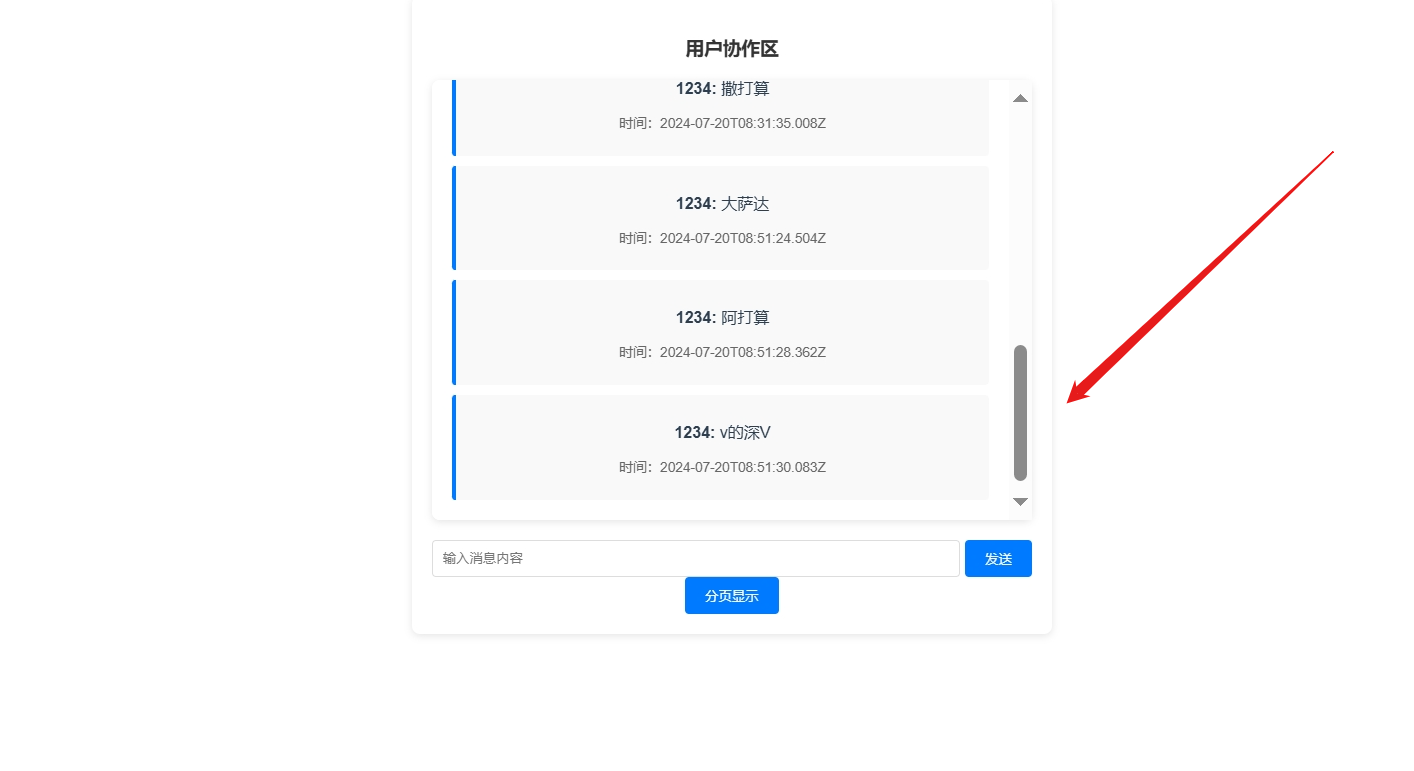 用户协作区
1234: 撒打算
时间：2024-07-20T08:31:35.008Z
1234: 大萨达
时间：2024-07-20T08:51:24.504Z
1234: 阿打算
时间：2024-07-20T08:51:28.362Z
1234: v的深V
时间：2024-07-20T08:51:30.083Z
输入消息内容
发送
分页显示